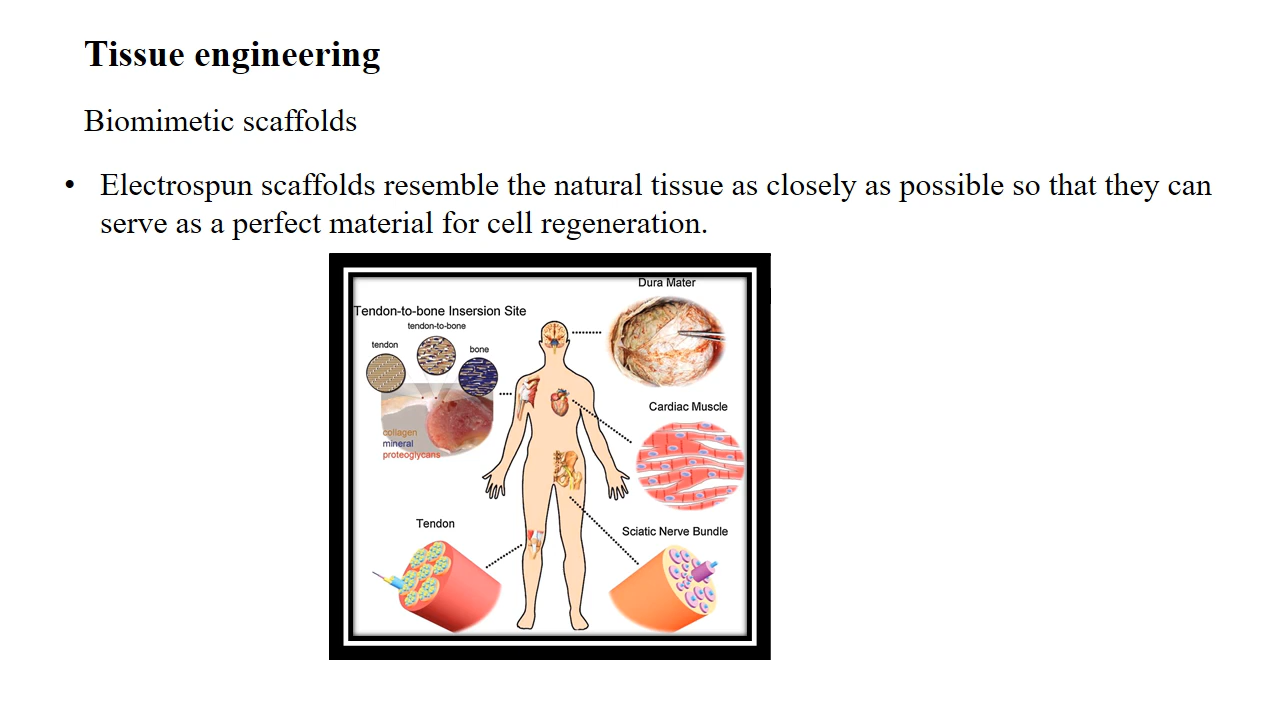 Tissue engineering
Biomimetic scaffolds
• Electrospun scaffolds resemble the natural tissue as closely as possible so that they can
serve as a perfect material for cell regeneration.
Dura Mater
Tendon-to-bone Insersion Site
tendon-to-bone
tendon
bone
collagen
mineral
proteoglycans
Cardiac Muscle
Tendon
Sciatic Nerve Bundle